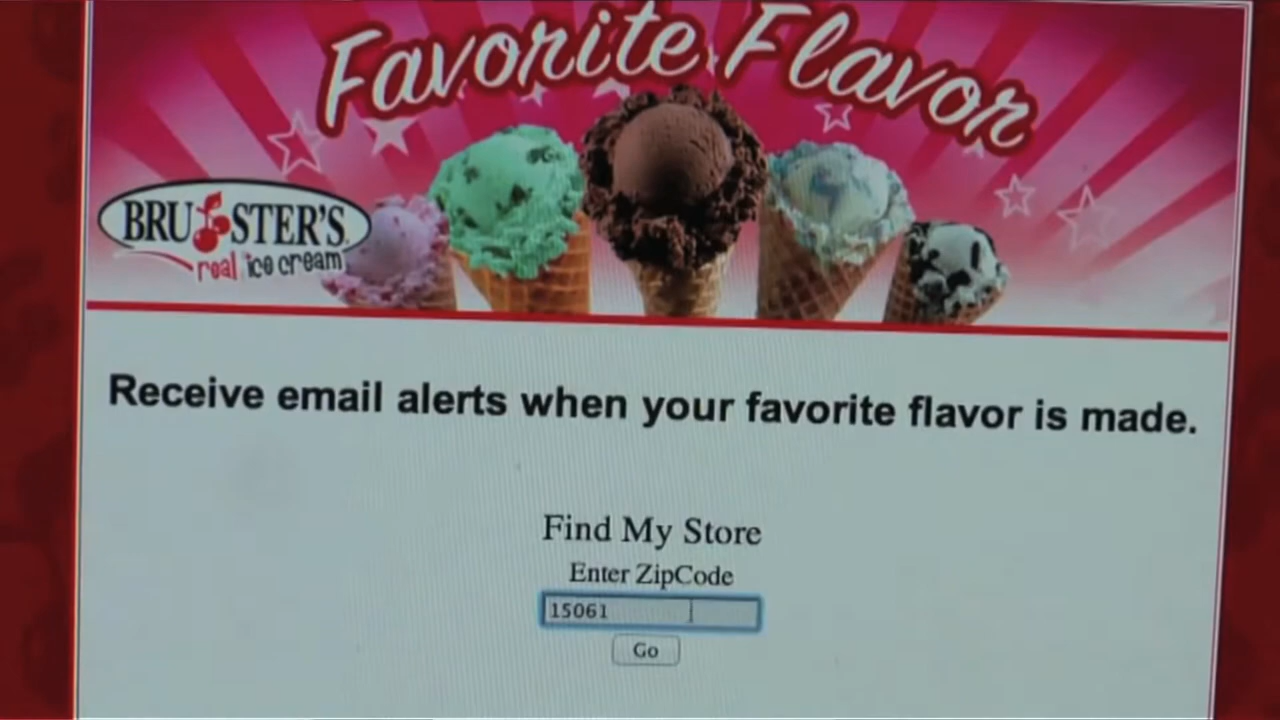 Favorite Flavor
BRUSTER'S
real ice cream
Receive email alerts when your favorite flavor is made.
Find My Store
Enter ZipCode
15061
Go